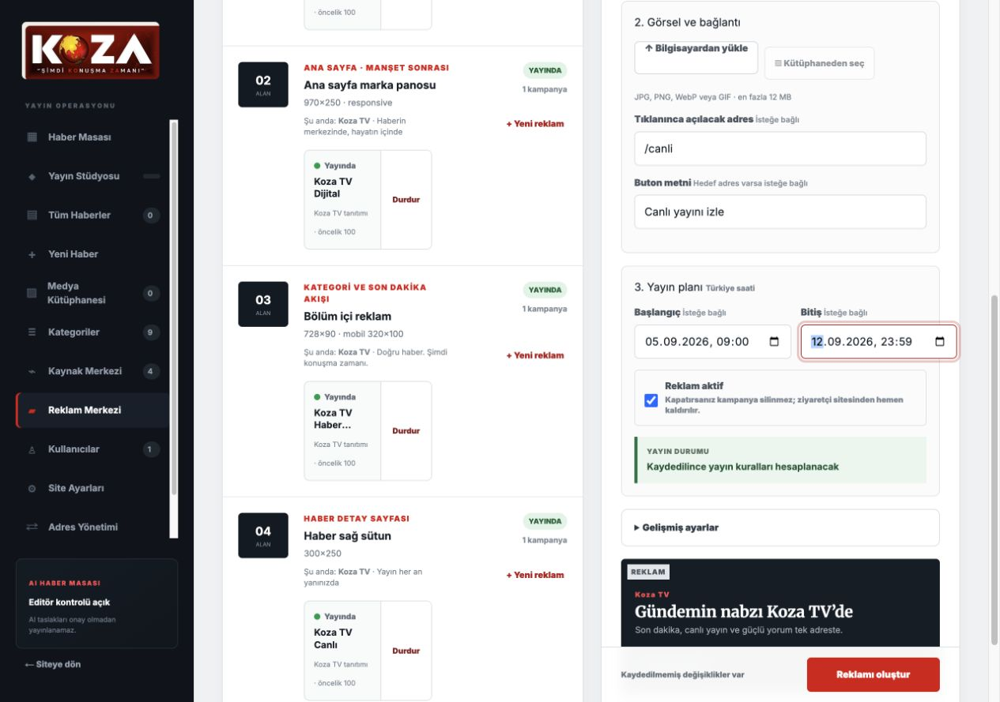 KOZA
"ŞİMDİ KONUŞMA ZAMANI"
YAYIN OPERASYONU
Haber Masası
Yayın Stüdyosu
Tüm Haberler 0
Yeni Haber
Medya Kütüphanesi 0
Kategoriler 9
Kaynak Merkezi 4
Reklam Merkezi
Kullanıcılar 1
Site Ayarları
Adres Yönetimi
AI HABER MASASI
Editör kontrolü açık
AI taslakları onay olmadan
yayınlanamaz.
← Siteye dön
· öncelik 100
02
ALAN
ANA SAYFA · MANŞET SONRASI
Ana sayfa marka panosu
970×250 · responsive
Şu anda: Koza TV · Haberin
merkezinde, hayatın içinde
YAYINDA
1 kampanya
+ Yeni reklam
Yayında
Koza TV
Dijital
Koza TV tanıtımı
· öncelik 100
Durdur
03
ALAN
KATEGORİ VE SON DAKİKA
AKIŞI
Bölüm içi reklam
728×90 · mobil 320×100
Şu anda: Koza TV · Doğru haber. Şimdi
konuşma zamanı.
YAYINDA
1 kampanya
+ Yeni reklam
Yayında
Koza TV
Haber...
Koza TV tanıtımı
· öncelik 100
Durdur
04
ALAN
HABER DETAY SAYFASI
Haber sağ sütun
300×250
Şu anda: Koza TV · Yayın her an
yanınızda
YAYINDA
1 kampanya
+ Yeni reklam
Yayında
Koza TV
Canlı
Koza TV tanıtımı
· öncelik 100
Durdur
2. Görsel ve bağlantı
↑ Bilgisayardan yükle
Kütüphaneden seç
JPG, PNG, WebP veya GIF · en fazla 12 MB
Tıklanınca açılacak adres İsteğe bağlı
/canli
Buton metni Hedef adres varsa isteğe bağlı
Canlı yayını izle
3. Yayın planı Türkiye saati
Başlangıç İsteğe bağlı
05.09.2026, 09:00
Bitiş İsteğe bağlı
12.09.2026, 23:59
Reklam aktif
Kapatırsanız kampanya silinmez; ziyaretçi sitesinden hemen
kaldırılır.
YAYIN DURUMU
Kaydedilince yayın kuralları hesaplanacak
Gelişmiş ayarlar
REKLAM
Koza TV
Gündemin nabzı Koza TV’de
Son dakika, canlı yayın ve güçlü yorum tek adreste.
Kaydedilmemiş değişiklikler var
Reklamı oluştur